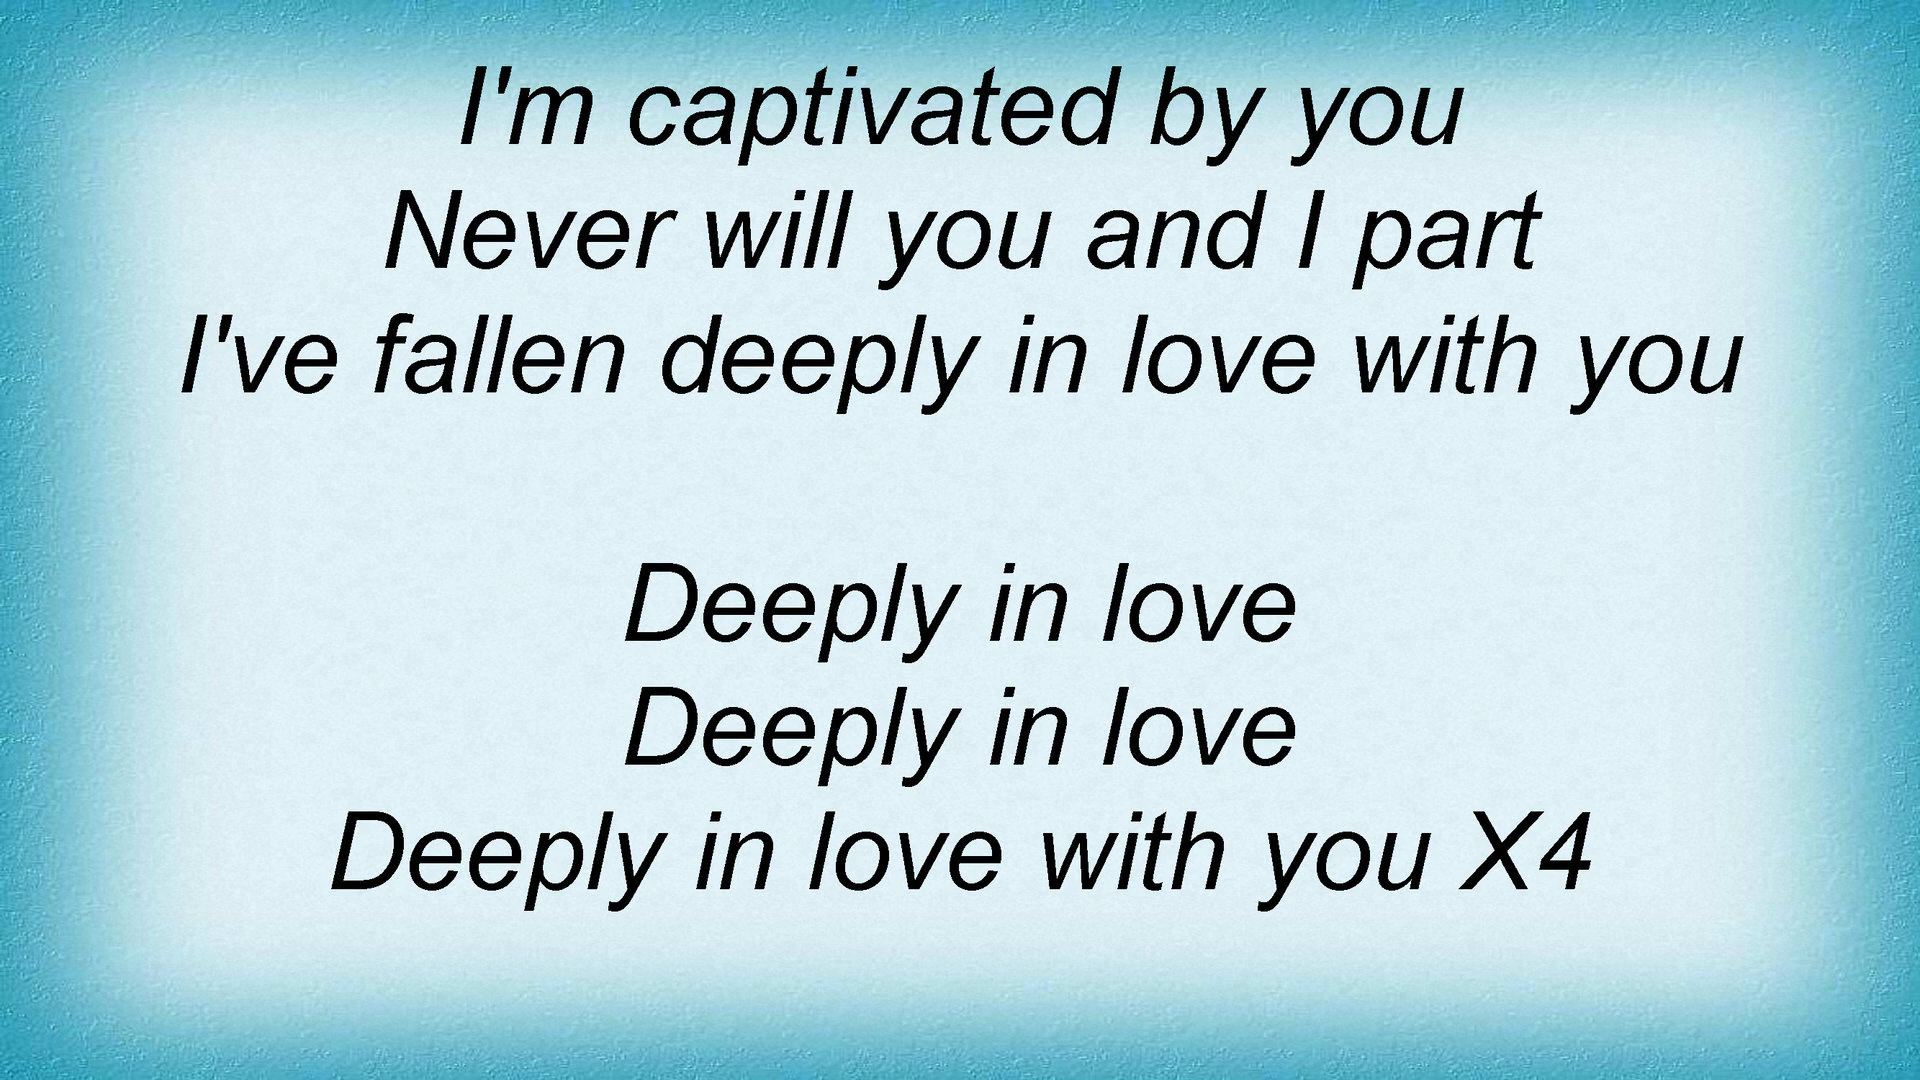 I'm captivated by you
Never will you and I part
I've fallen deeply in love with you
Deeply in love
Deeply in love
Deeply in love with you X4